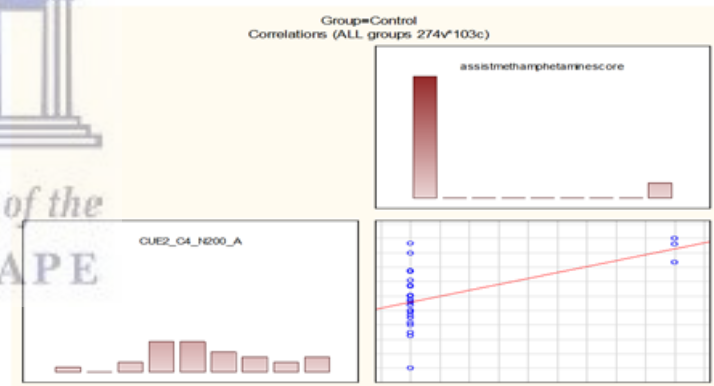 Group=Control
Correlations (ALL groups 274v*103c)
assistmethamphetaminescore
of the
CUE2_C4_N200_A
APE